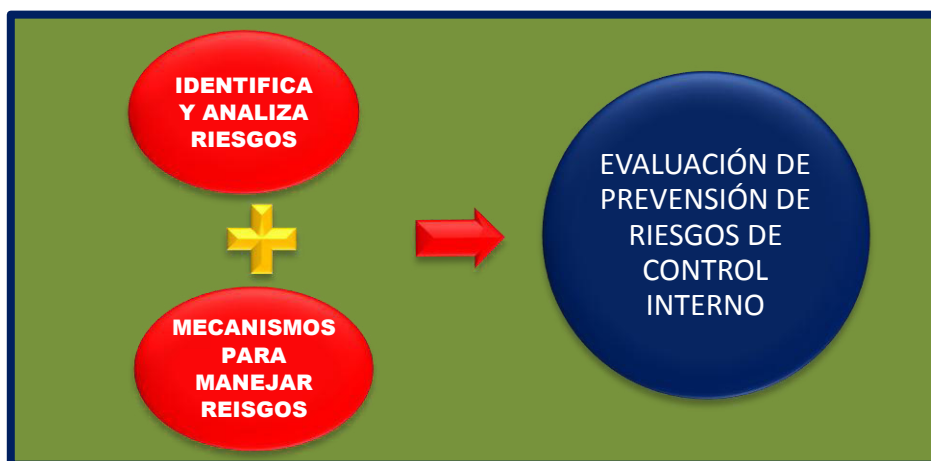 IDENTIFICA
Y ANALIZA
RIESGOS
MECANISMOS
PARA
MANEJAR
REISGOS
EVALUACIÓN DE
PREVENSIÓN DE
RIESGOS DE
CONTROL
INTERNO